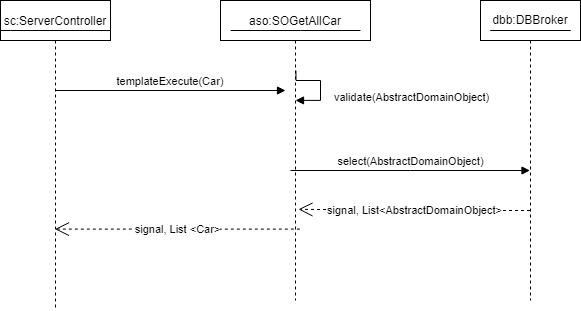 sc:ServerController
aso:SOGetAllCar
dbb:DBBroker
templateExecute(Car)
validate(AbstractDomainObject)
select(AbstractDomainObject)
signal, List<AbstractDomainObject>
signal, List <Car>